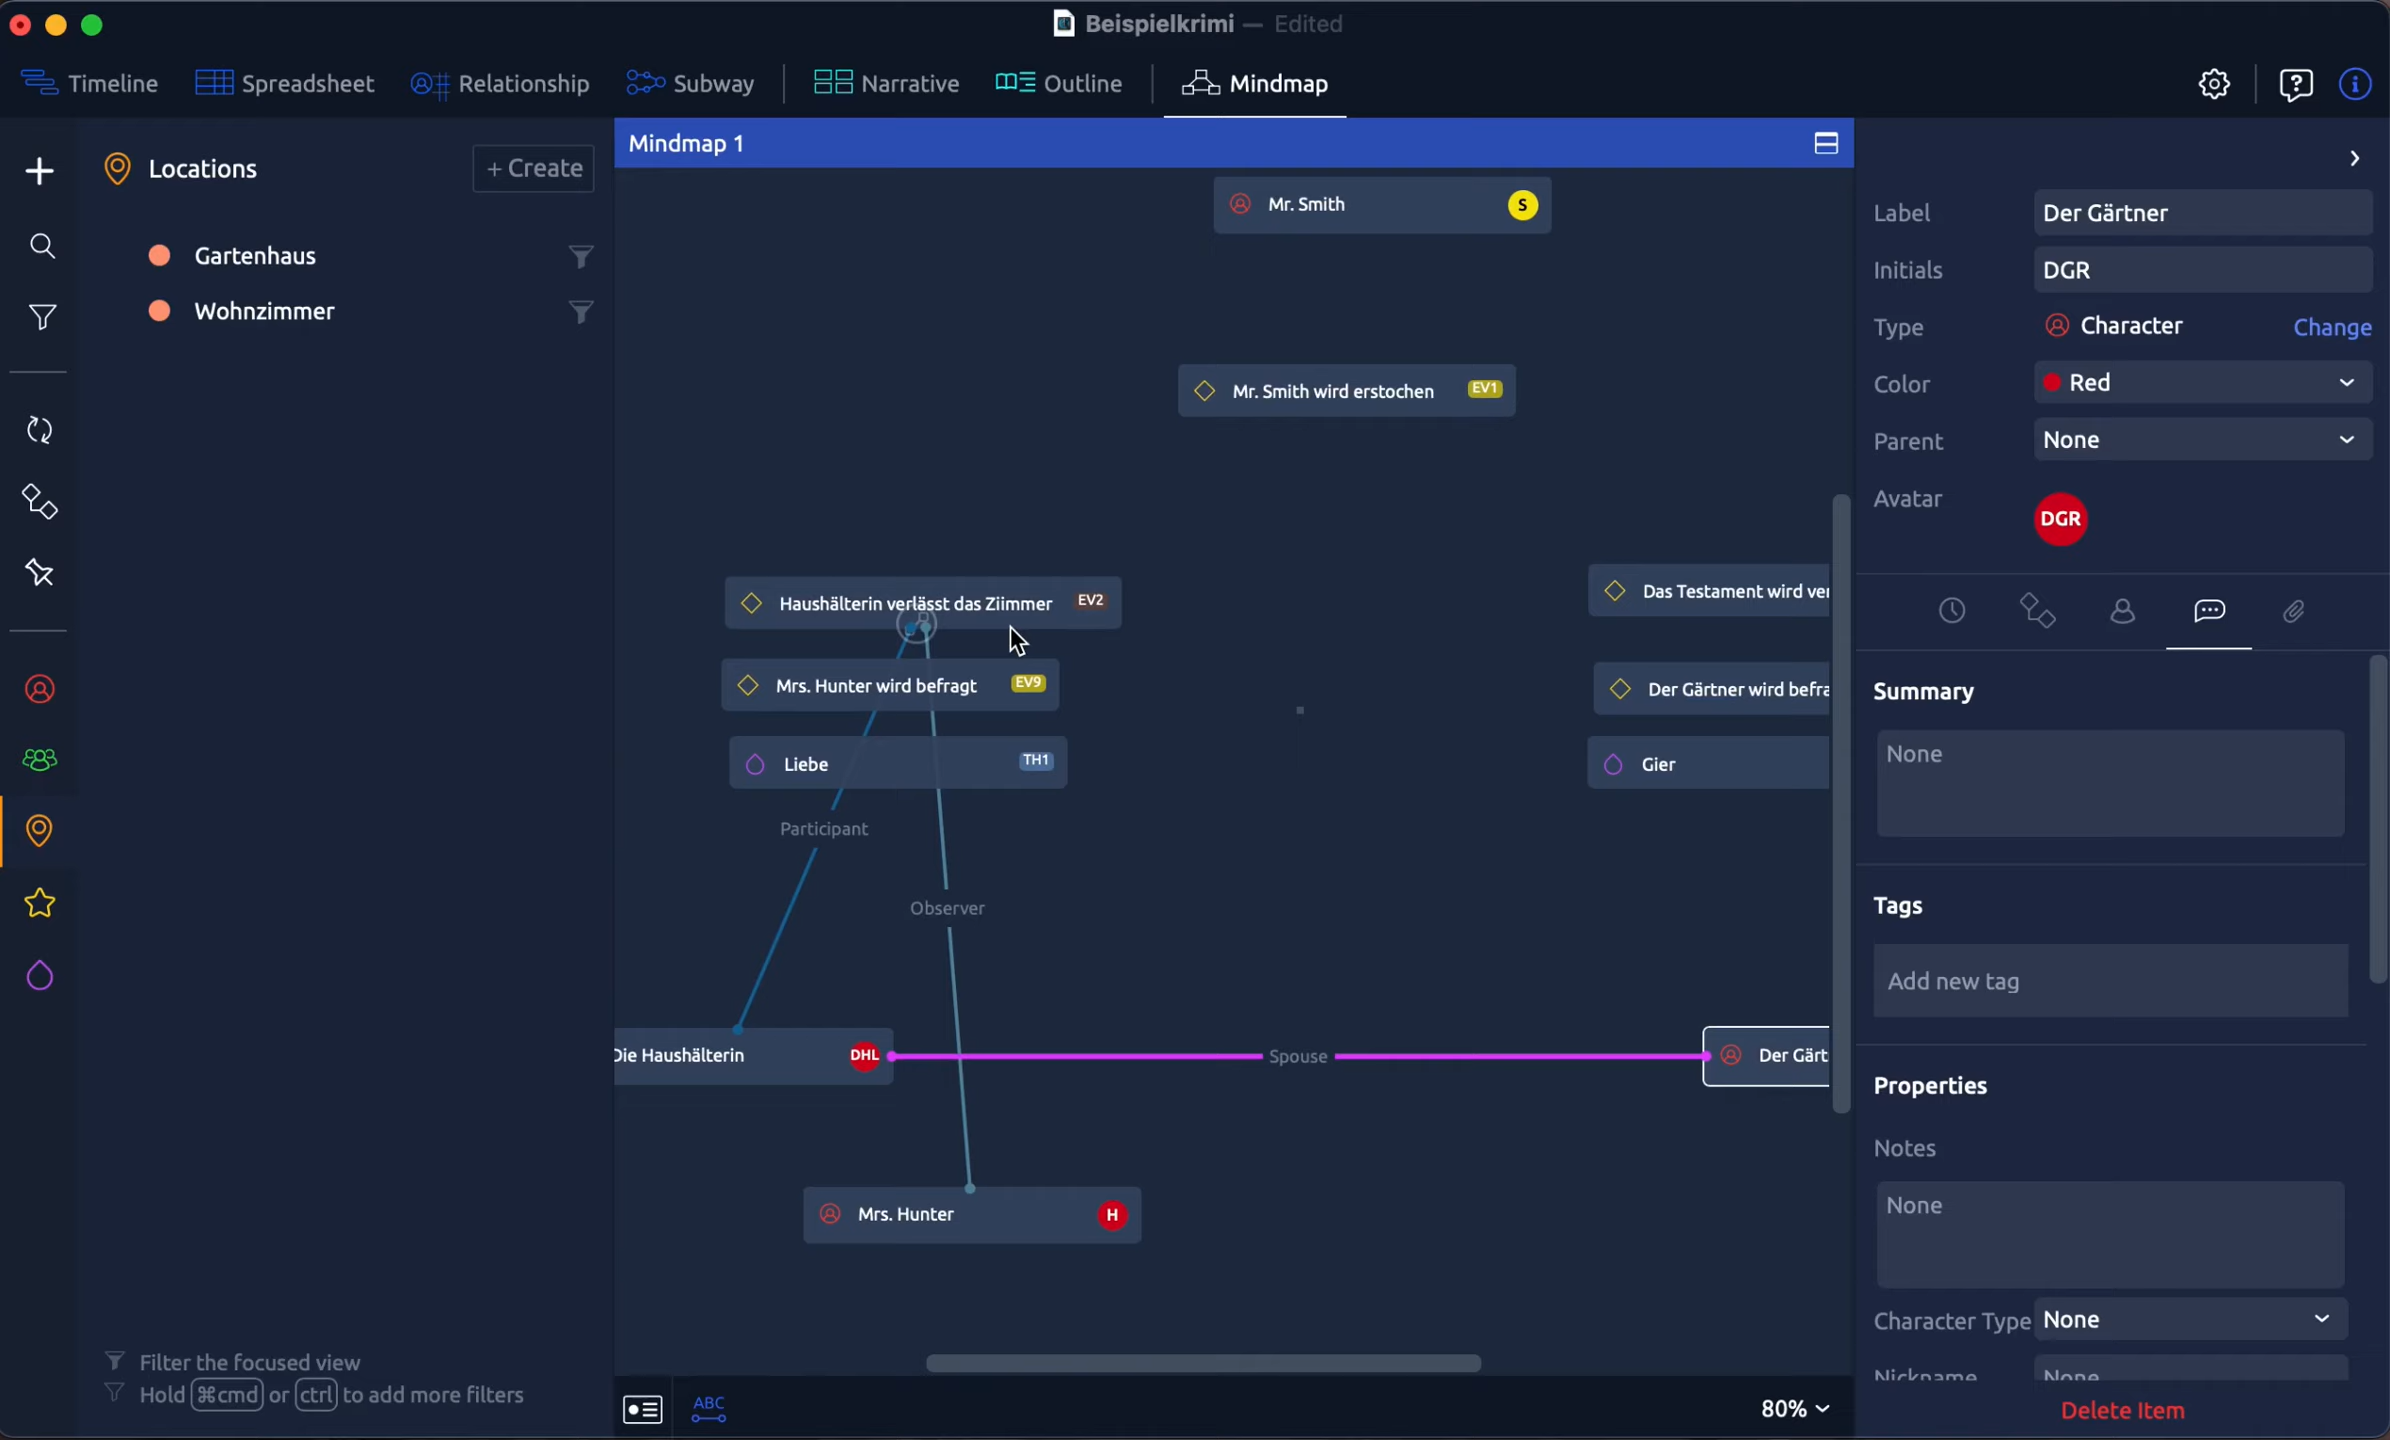 Beispielkrimi — Edited
Timeline
Spreadsheet
Relationship
Subway
Narrative
Outline
Mindmap
Locations
+ Create
Gartenhaus
Wohnzimmer
Filter the focused view
Hold ⌘cmd or ctrl to add more filters
Mindmap 1
Mr. Smith
S
Mr. Smith wird erstochen
EV1
Haushälterin verlässt das Ziimmer
EV2
Das Testament wird ver
Mrs. Hunter wird befragt
EV9
Der Gärtner wird befra
Liebe
TH1
Gier
Participant
Observer
Die Haushälterin
DHL
Spouse
Der Gärt
Mrs. Hunter
H
ABC
80%
Label
Der Gärtner
Initials
DGR
Type
Character
Change
Color
Red
Parent
None
Avatar
DGR
Summary
None
Tags
Add new tag
Properties
Notes
None
Character Type
None
Nickname
None
Delete Item